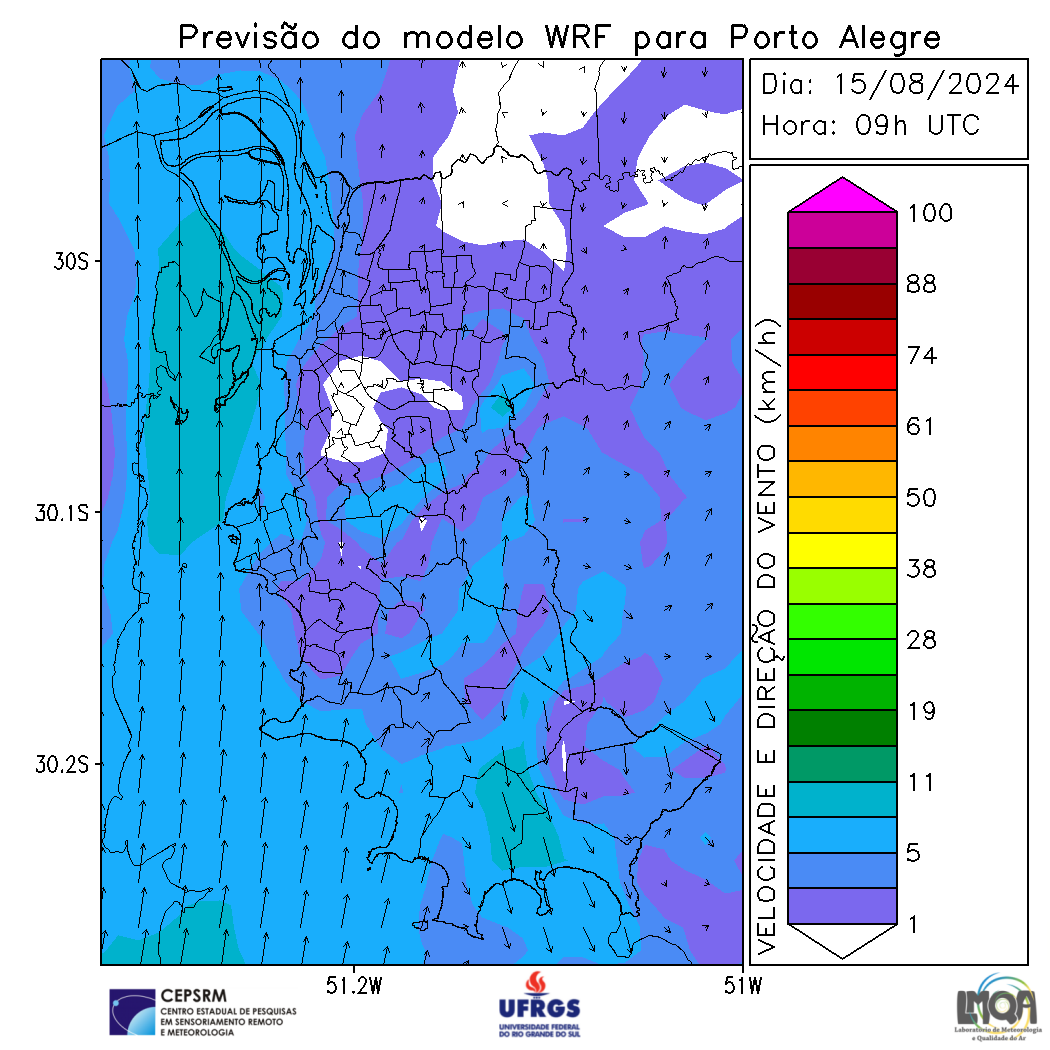 Previsão do modelo WRF para Porto Alegre
Dia: 15/08/2024
Hora: 09h UTC
30S
30.1S
30.2S
51.2W
51W
VELOCIDADE E DIREÇÃO DO VENTO (km/h)
100
88
74
61
50
38
28
19
11
5
1
CEPSRM
CENTRO ESTADUAL DE PESQUISAS
EM SENSORIAMENTO REMOTO
E METEOROLOGIA
UFRGS
UNIVERSIDADE FEDERAL
DO RIO GRANDE DO SUL
LMQA
Laboratório de Meteorologia
e Qualidade do Ar